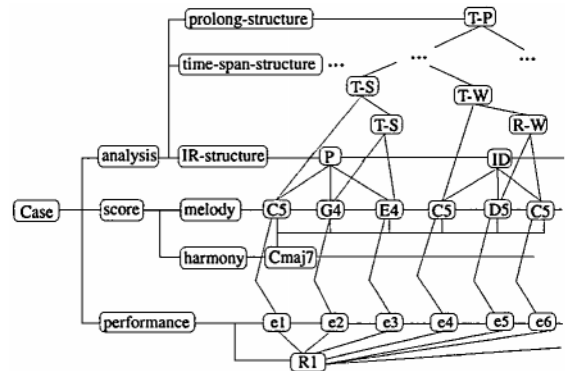 prolong-structure T-P
time-span-structure ... ... ...
T-S T-W
T-S R-W
analysis IR-structure P ID
Case score melody C5 G4 E4 C5 D5 C5
harmony Cmaj7
performance e1 e2 e3 e4 e5 e6
R1